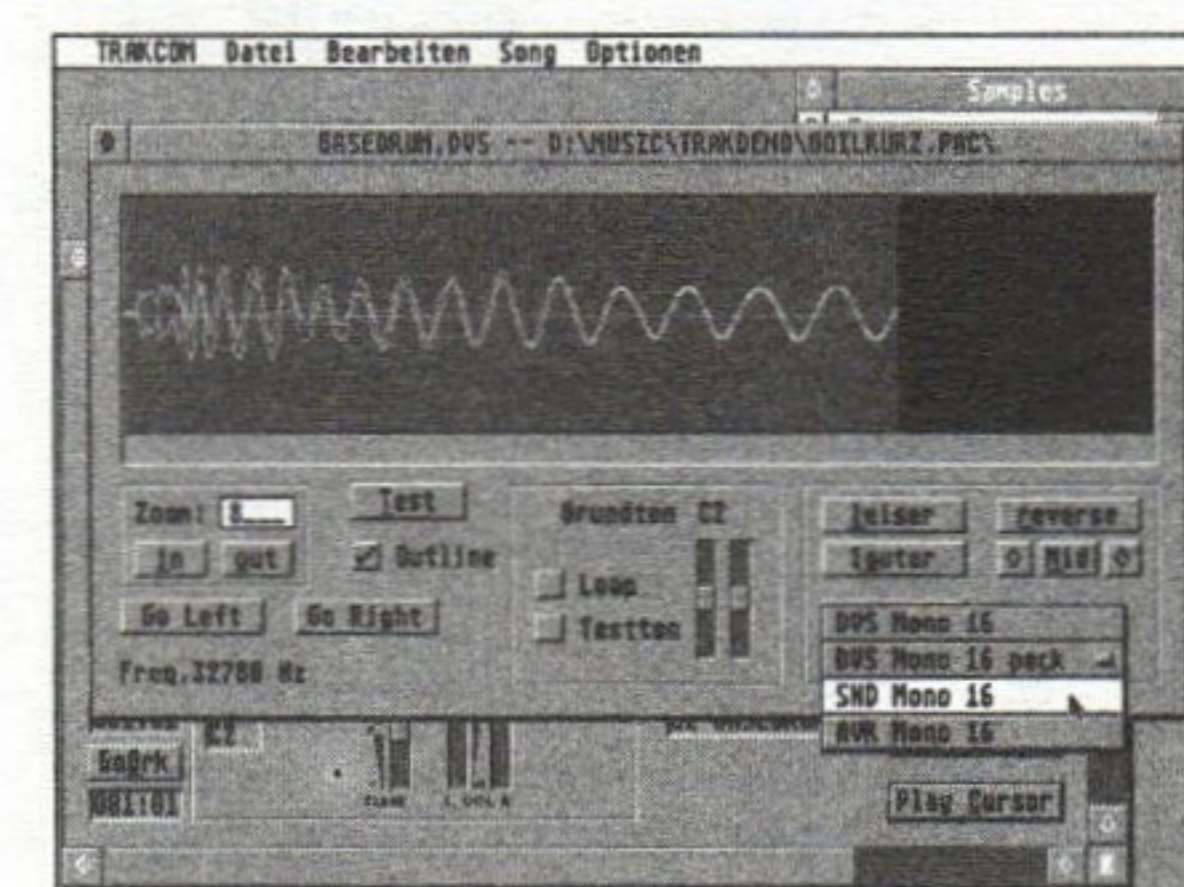 TRAKCOM Datei Bearbeiten Song Optionen
Samples
BASEDRUM.DVS -- D:\MUSIC\TRAKDEMO\GOILKURZ.PAC\
Zoom: 8
Test
Grundton C2
leiser
reverse
in
out
Outline
Loop
lauter
Mid
Go Left
Go Right
Testton
DVS Mono 16
DVS Mono 16 pack
Freq.
Hz
SND Mono 16
AVR Mono 16
C2
Play Cursor